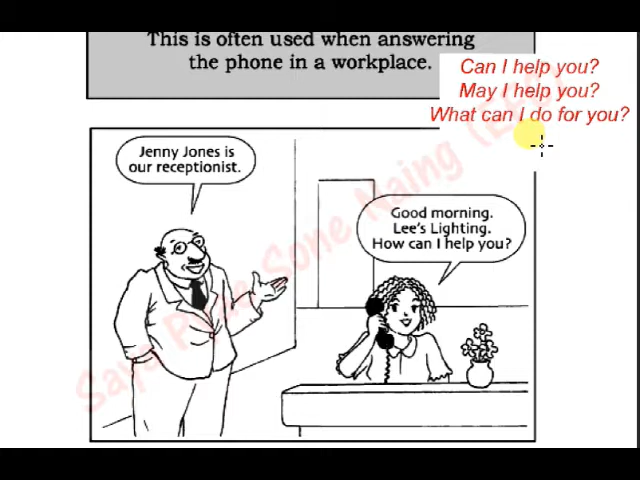 This is often used when answering
the phone in a workplace.
Can I help you?
May I help you?
What can I do for you?
Jenny Jones is
our receptionist.
Good morning.
Lee's Lighting.
How can I help you?